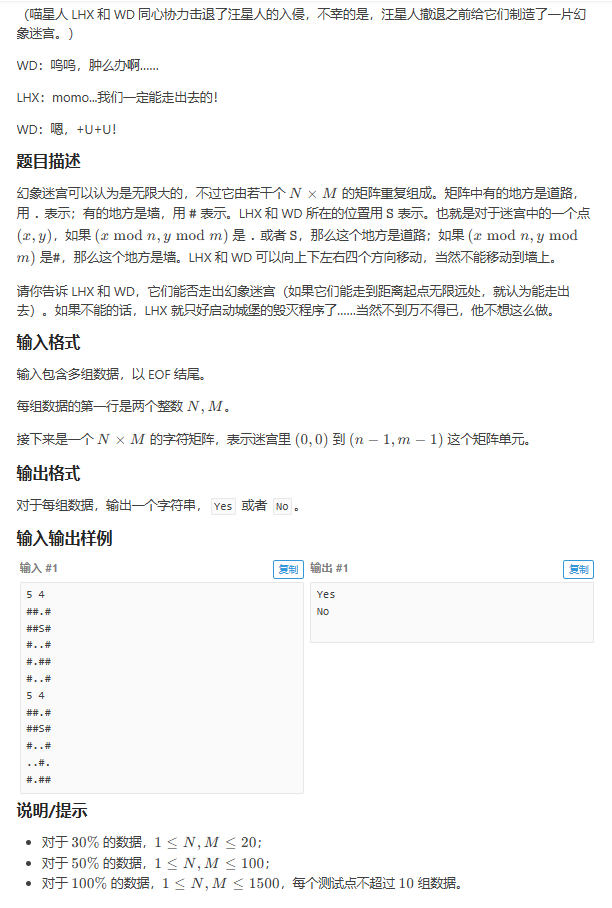 （喵星人 LHX 和 WD 同心协力击退了汪星人的入侵，不幸的是，汪星人撤退之前给它们制造了一片幻
象迷宫。）
WD：呜呜，肿么办啊……
LHX：momo...我们一定能走出去的！
WD：嗯，+U+U！
题目描述
幻象迷宫可以认为是无限大的，不过它由若干个 N × M 的矩阵重复组成。矩阵中有的地方是道路，
用 . 表示；有的地方是墙，用 # 表示。LHX 和 WD 所在的位置用 S 表示。也就是对于迷宫中的一个点
(x, y)，如果 (x mod n, y mod m) 是 . 或者 S，那么这个地方是道路；如果 (x mod n, y mod
m) 是#，那么这个地方是墙。LHX 和 WD 可以向上下左右四个方向移动，当然不能移动到墙上。
请你告诉 LHX 和 WD，它们能否走出幻象迷宫（如果它们能走到距离起点无限远处，就认为能走出
去）。如果不能的话，LHX 就只好启动城堡的毁灭程序了……当然不到万不得已，他不想这么做。
输入格式
输入包含多组数据，以 EOF 结尾。
每组数据的第一行是两个整数 N, M。
接下来是一个 N × M 的字符矩阵，表示迷宫里 (0, 0) 到 (n − 1, m − 1) 这个矩阵单元。
输出格式
对于每组数据，输出一个字符串，Yes 或者 No。
输入输出样例
输入 #1 复制
5 4
##.#
##S#
#..#
#.##
#..#
5 4
##.#
##S#
#..#
..#.
#.##
输出 #1 复制
Yes
No
说明/提示
• 对于 30% 的数据，1 ≤ N, M ≤ 20；
• 对于 50% 的数据，1 ≤ N, M ≤ 100；
• 对于 100% 的数据，1 ≤ N, M ≤ 1500，每个测试点不超过 10 组数据。